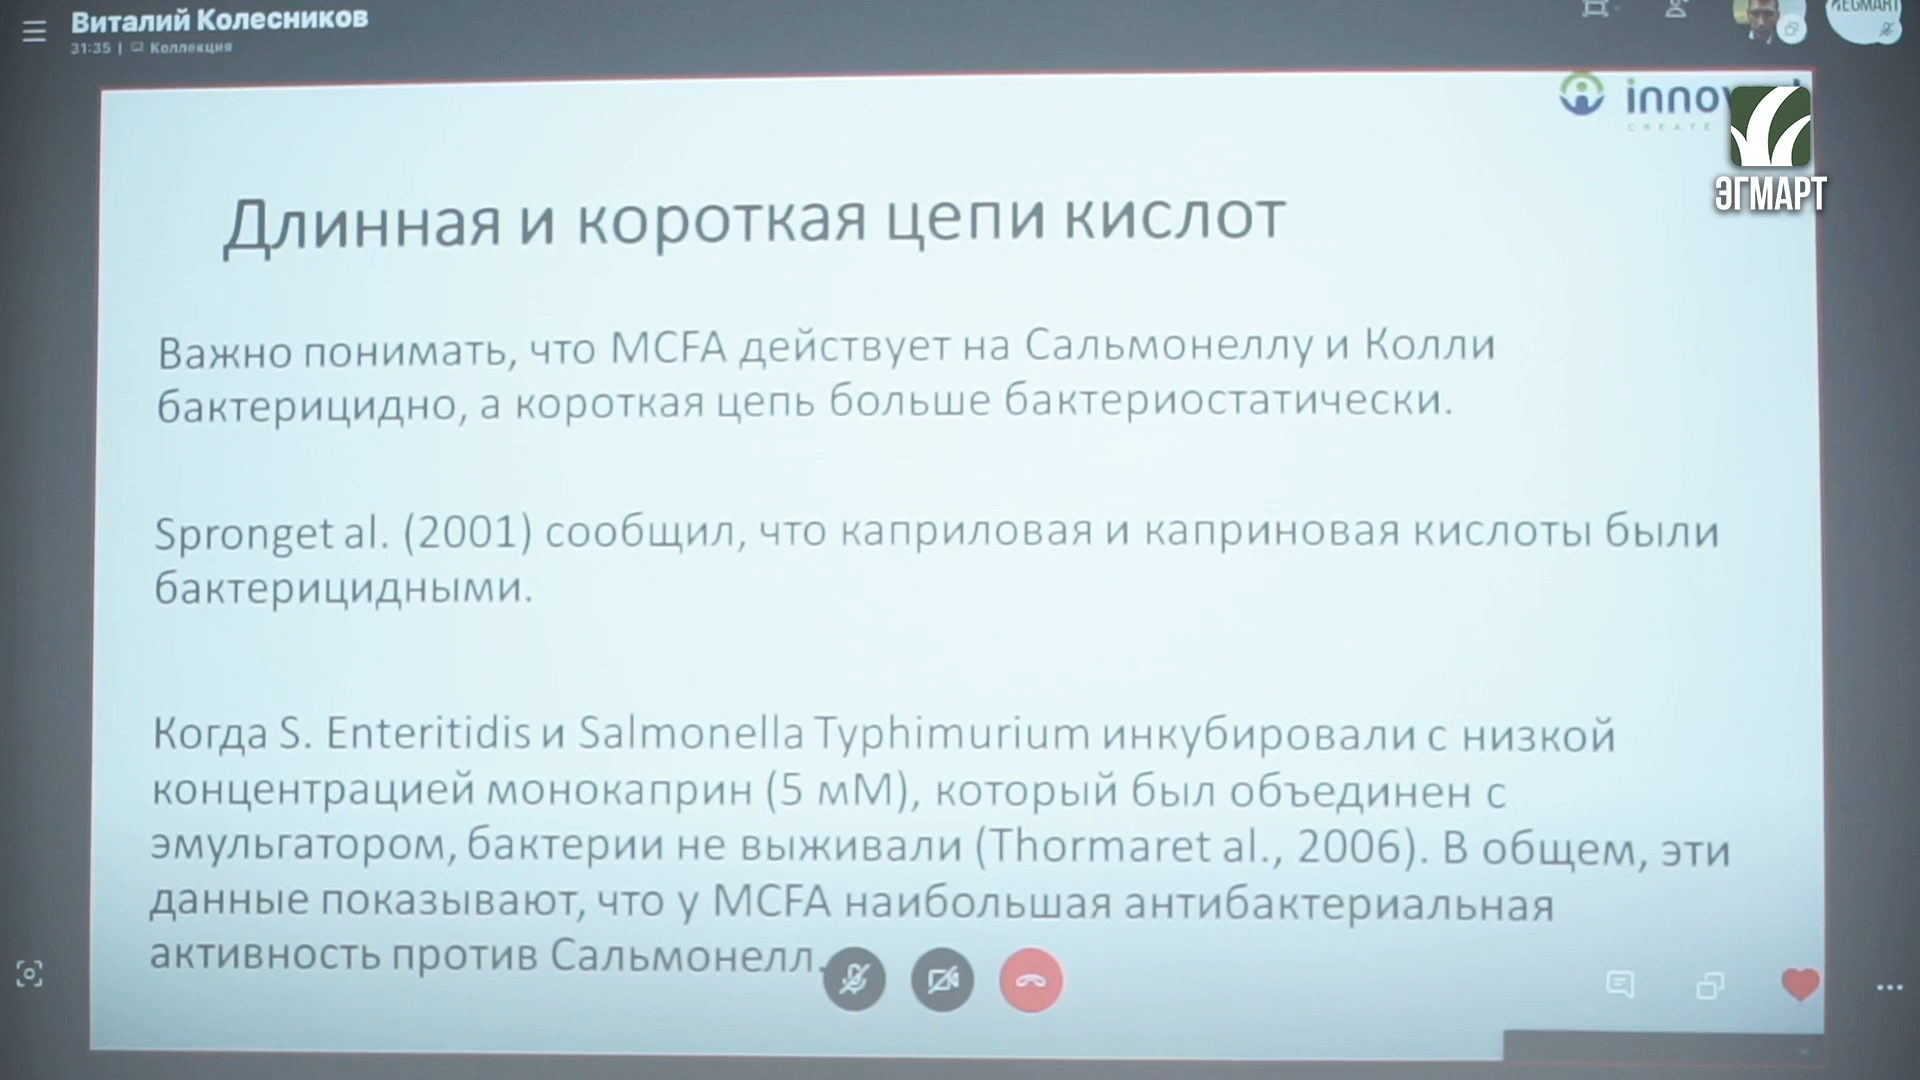 Виталий Колесников
31:35 | Коллекция
EGMART
innov
CREATE
ЭГМАРТ
Длинная и короткая цепи кислот
Важно понимать, что MCFA действует на Сальмонеллу и Колли
бактерицидно, а короткая цепь больше бактериостатически.
Spronget al. (2001) сообщил, что каприловая и каприновая кислоты были
бактерицидными.
Когда S. Enteritidis и Salmonella Typhimurium инкубировали с низкой
концентрацией монокаприн (5 мМ), который был объединен с
эмульгатором, бактерии не выживали (Thormaret al., 2006). В общем, эти
данные показывают, что у MCFA наибольшая антибактериальная
активность против Сальмонелл.